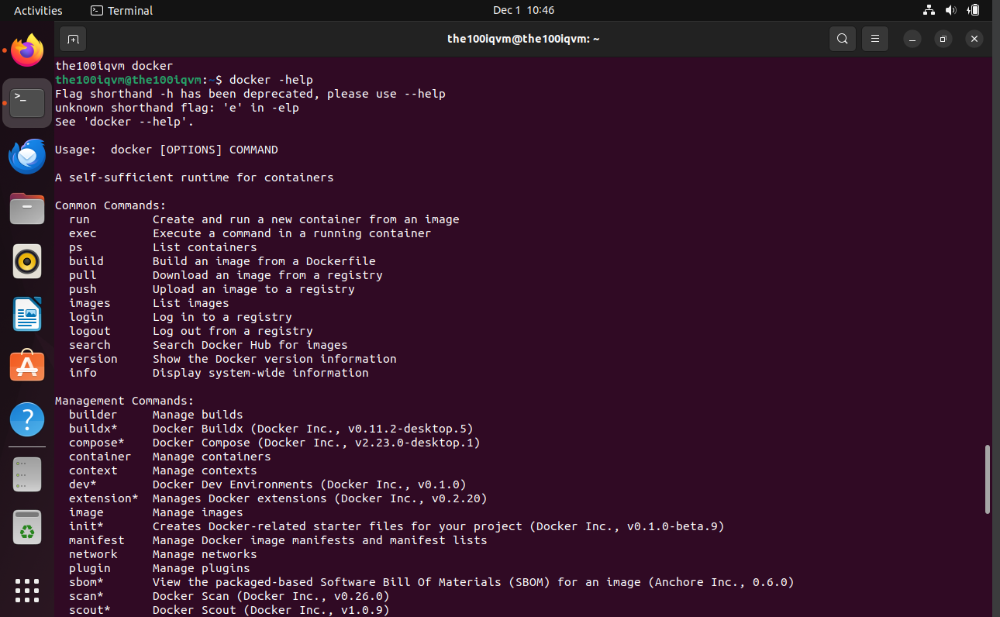 Activities
Terminal
Dec 1 10:46
the100iqvm@the100iqvm: ~
the100iqvm docker
the100iqvm@the100iqvm:~$ docker -help
Flag shorthand -h has been deprecated, please use --help
unknown shorthand flag: 'e' in -elp
See 'docker --help'.
Usage:  docker [OPTIONS] COMMAND
A self-sufficient runtime for containers
Common Commands:
  run         Create and run a new container from an image
  exec        Execute a command in a running container
  ps          List containers
  build       Build an image from a Dockerfile
  pull        Download an image from a registry
  push        Upload an image to a registry
  images      List images
  login       Log in to a registry
  logout      Log out from a registry
  search      Search Docker Hub for images
  version     Show the Docker version information
  info        Display system-wide information
Management Commands:
  builder     Manage builds
  buildx*     Docker Buildx (Docker Inc., v0.11.2-desktop.5)
  compose*    Docker Compose (Docker Inc., v2.23.0-desktop.1)
  container   Manage containers
  context     Manage contexts
  dev*        Docker Dev Environments (Docker Inc., v0.1.0)
  extension*  Manages Docker extensions (Docker Inc., v0.2.20)
  image       Manage images
  init*       Creates Docker-related starter files for your project (Docker Inc., v0.1.0-beta.9)
  manifest    Manage Docker image manifests and manifest lists
  network     Manage networks
  plugin      Manage plugins
  sbom*       View the packaged-based Software Bill Of Materials (SBOM) for an image (Anchore Inc., 0.6.0)
  scan*       Docker Scan (Docker Inc., v0.26.0)
  scout*      Docker Scout (Docker Inc., v1.0.9)